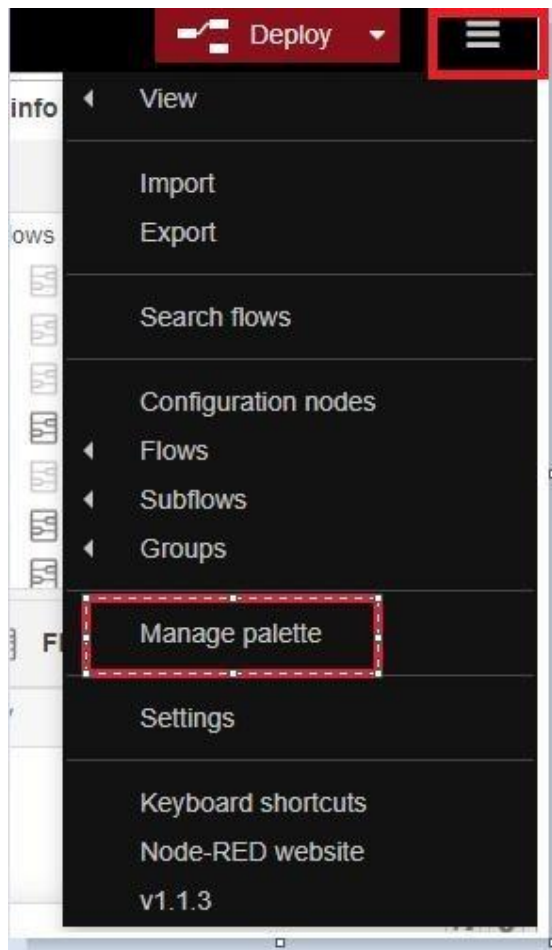 Deploy
info
View
Import
Export
ows
Search flows
Configuration nodes
Flows
Subflows
Groups
Manage palette
Settings
Keyboard shortcuts
Node-RED website
v1.1.3